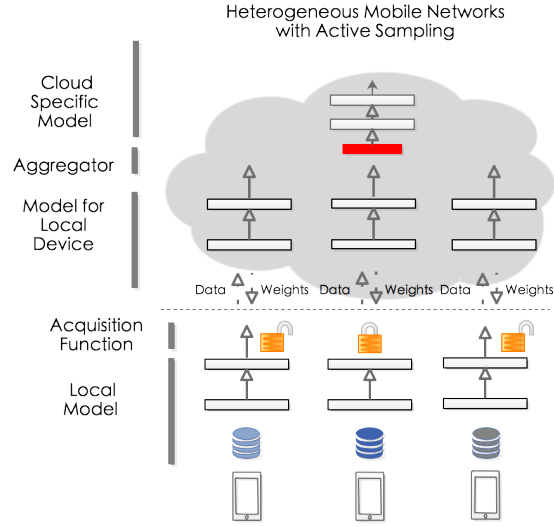 Heterogeneous Mobile Networks
with Active Sampling
Cloud
Specific
Model
Aggregator
Model for
Local
Device
Data Weights Data Weights Data Weights
Acquisition
Function
Local
Model